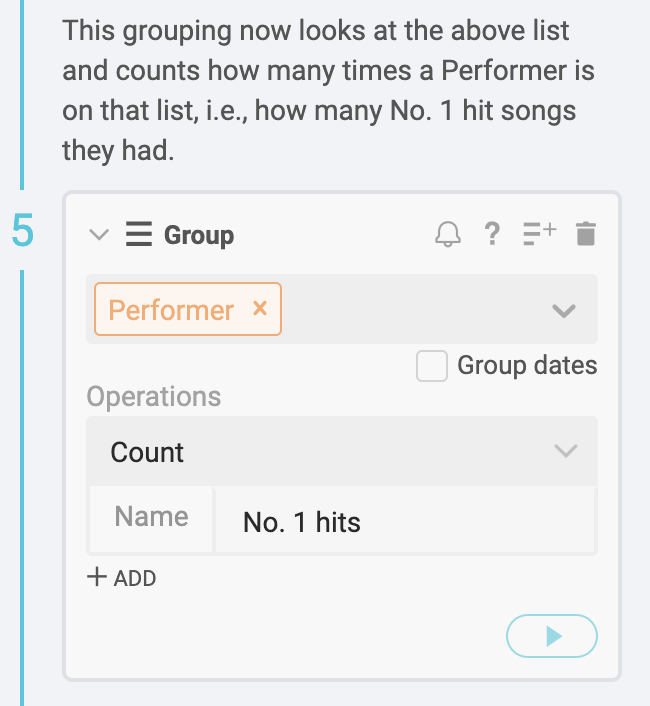 This grouping now looks at the above list
and counts how many times a Performer is
on that list, i.e., how many No. 1 hit songs
they had.
5
Group ?
Performer ×
Group dates
Operations
Count
Name No. 1 hits
+ ADD